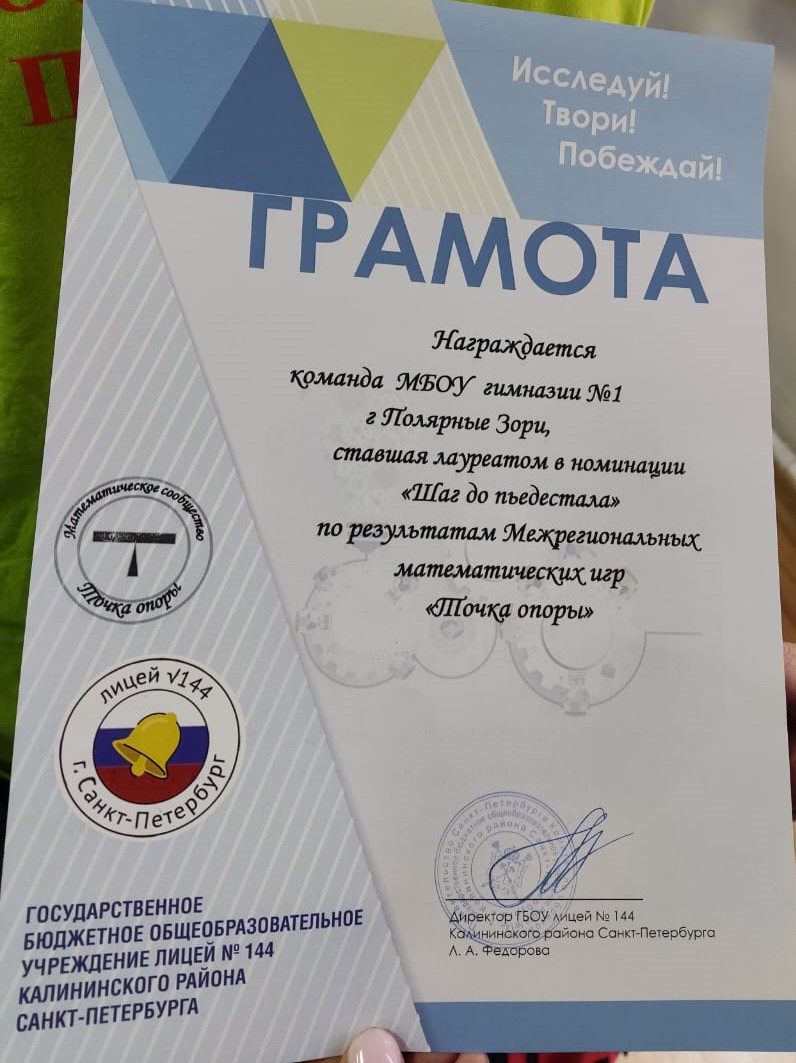 Исследуй!
Твори!
Побеждай!
ГРАМОТА
Награждается
команда МБОУ гимназии №1
г Полярные Зори,
ставшая лауреатом в номинации
«Шаг до пьедестала»
по результатам Межрегиональных
математических игр
«Точка опоры»
Математическое сообщество
Точка опоры
лицей √144
г. Санкт-Петербург
ГОСУДАРСТВЕННОЕ
БЮДЖЕТНОЕ ОБЩЕОБРАЗОВАТЕЛЬНОЕ
УЧРЕЖДЕНИЕ ЛИЦЕЙ № 144
КАЛИНИНСКОГО РАЙОНА
САНКТ-ПЕТЕРБУРГА
Директор ГБОУ лицей № 144
Калининского района Санкт-Петербурга
Л. А. Федорова